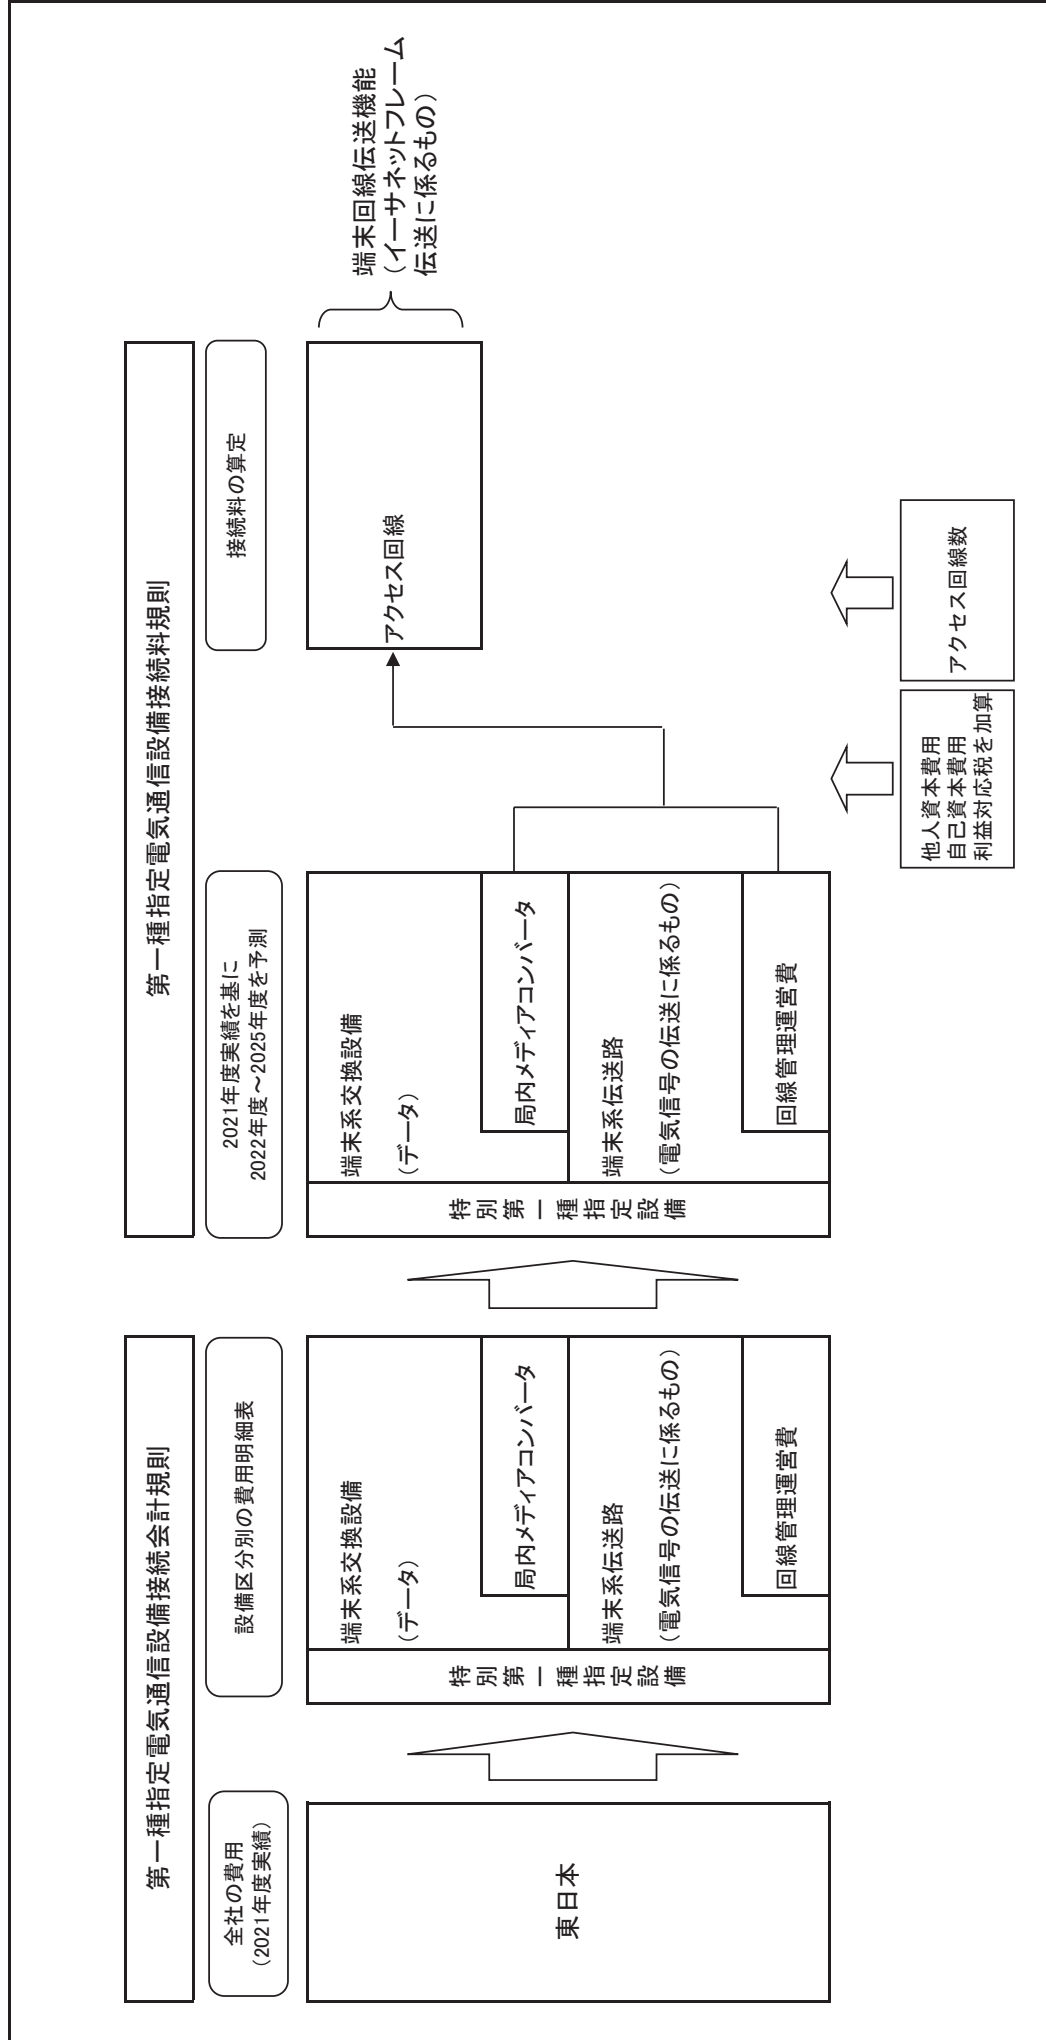 第一種指定電気通信設備接続会計規則
全社の費用
(2021年度実績)
東日本
設備区分別の費用明細表
特別第一種指定設備
端末系交換設備
(データ)
局内メディアコンバータ
端末系伝送路
(電気信号の伝送に係るもの)
回線管理運営費
第一種指定電気通信設備接続料規則
2021年度実績を基に
2022年度～2025年度を予測
特別第一種指定設備
端末系交換設備
(データ)
局内メディアコンバータ
端末系伝送路
(電気信号の伝送に係るもの)
回線管理運営費
接続料の算定
アクセス回線
端末回線伝送機能
(イーサネットフレーム
伝送に係るもの)
他人資本費用
自己資本費用
利益対応税を加算
アクセス回線数